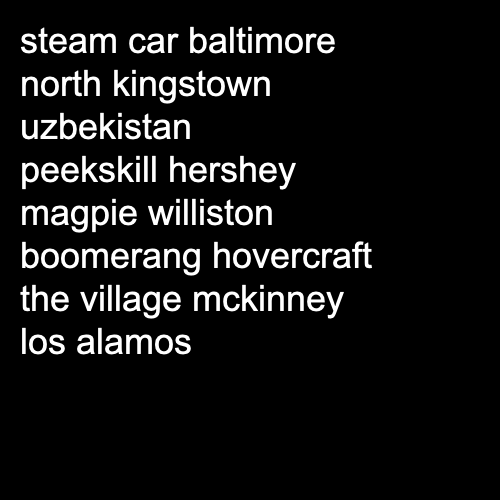 steam car baltimore
north kingstown
uzbekistan
peekskill hershey
magpie williston
boomerang hovercraft
the village mckinney
los alamos